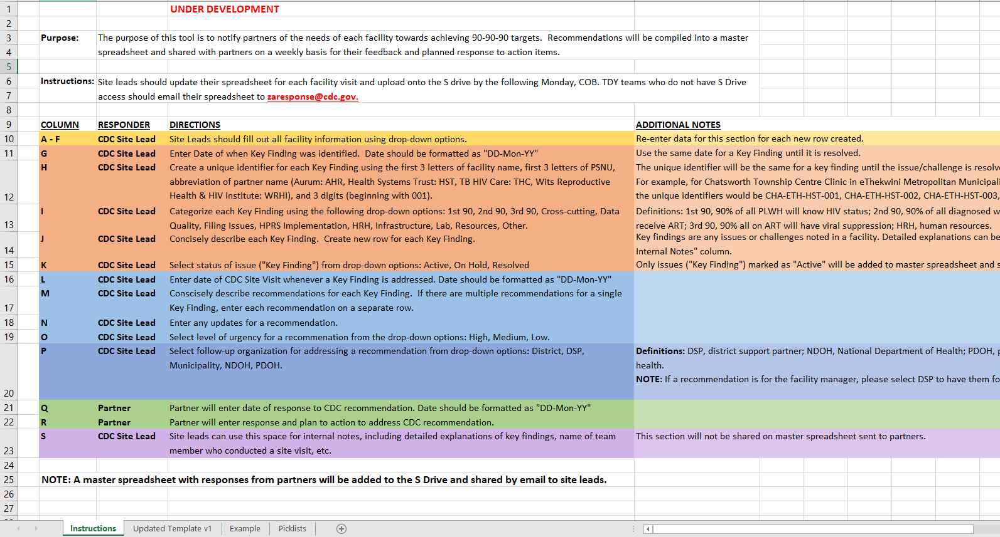 1 UNDER DEVELOPMENT
2
3 Purpose: The purpose of this tool is to notify partners of the needs of each facility towards achieving 90-90-90 targets. Recommendations will be compiled into a master
4 spreadsheet and shared with partners on a weekly basis for their feedback and planned response to action items.
5
6 Instructions: Site leads should update their spreadsheet for each facility visit and upload onto the S drive by the following Monday, COB. TDY teams who do not have S Drive
7 access should email their spreadsheet to zaresponse@cdc.gov.
8
9 COLUMN RESPONDER DIRECTIONS ADDITIONAL NOTES
10 A - F CDC Site Lead Site Leads should fill out all facility information using drop-down options. Re-enter data for this section for each new row created.
11 G CDC Site Lead Enter Date of when Key Finding was identified. Date should be formatted as "DD-Mon-YY" Use the same date for a Key Finding until it is resolved.
H CDC Site Lead Create a unique identifier for each Key Finding using the first 3 letters of facility name, first 3 letters of PSNU, The unique identifier will be the same for a key finding until the issue/challenge is resolv
abbreviation of partner name (Aurum: AHR, Health Systems Trust: HST, TB HIV Care: THC, Wits Reproductive For example, for Chatsworth Township Centre Clinic in eThekwini Metropolitan Municipali
12 Health & HIV Institute: WRHI), and 3 digits (beginning with 001). the unique identifiers would be CHA-ETH-HST-001, CHA-ETH-HST-002, CHA-ETH-HST-003,
I CDC Site Lead Categorize each Key Finding using the following drop-down options: 1st 90, 2nd 90, 3rd 90, Cross-cutting, Data Definitions: 1st 90, 90% of all PLWH will know HIV status; 2nd 90, 90% of all diagnosed w
13 Quality, Filing Issues, HPRS Implementation, HRH, Infrastructure, Lab, Resources, Other. receive ART; 3rd 90, 90% all on ART will have viral suppression; HRH, human resources.
J CDC Site Lead Concisely describe each Key Finding. Create new row for each Key Finding. Key findings are any issues or challenges noted in a facility. Detailed explanations can be
14 Internal Notes" column.
15 K CDC Site Lead Select status of issue ("Key Finding") from drop-down options: Active, On Hold, Resolved Only issues ("Key Finding") marked as "Active" will be added to master spreadsheet and s
16 L CDC Site Lead Enter date of CDC Site Visit whenever a Key Finding is addressed. Date should be formatted as "DD-Mon-YY"
M CDC Site Lead Conscisely describe recommendations for each Key Finding. If there are multiple recommendations for a single
17 Key Finding, enter each recommendation on a separate row.
18 N CDC Site Lead Enter any updates for a recommendation.
19 O CDC Site Lead Select level of urgency for a recommenation from the drop-down options: High, Medium, Low.
P CDC Site Lead Select follow-up organization for addressing a recommendation from drop-down options: District, DSP, Definitions: DSP, district support partner; NDOH, National Department of Health; PDOH, p
Municipality, NDOH, PDOH. health.
NOTE: If a recommendation is for the facility manager, please select DSP to have them fo
20
21 Q Partner Partner will enter date of response to CDC recommendation. Date should be formatted as "DD-Mon-YY"
22 R Partner Partner will enter response and plan to action to address CDC recommendation.
S CDC Site Lead Site leads can use this space for internal notes, including detailed explanations of key findings, name of team This section will not be shared on master spreadsheet sent to partners.
23 member who conducted a site visit, etc.
24
25 NOTE: A master spreadsheet with responses from partners will be added to the S Drive and shared by email to site leads.
26
27
Instructions Updated Template v1 Example Picklists